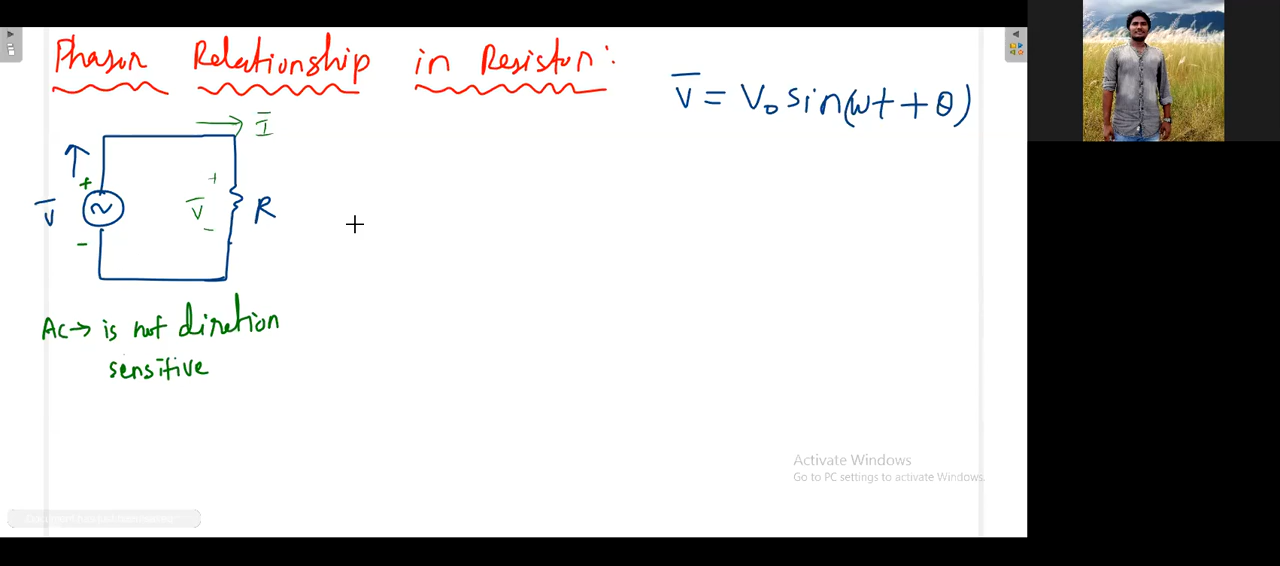 Phasor Relationship in Resistor:
V̅ = V₀ sin(ωt + θ)
I̅
+
+
V̅
V̅
R
-
-
Ac → is not diretion
sensitive
Activate Windows
Go to PC settings to activate Windows.